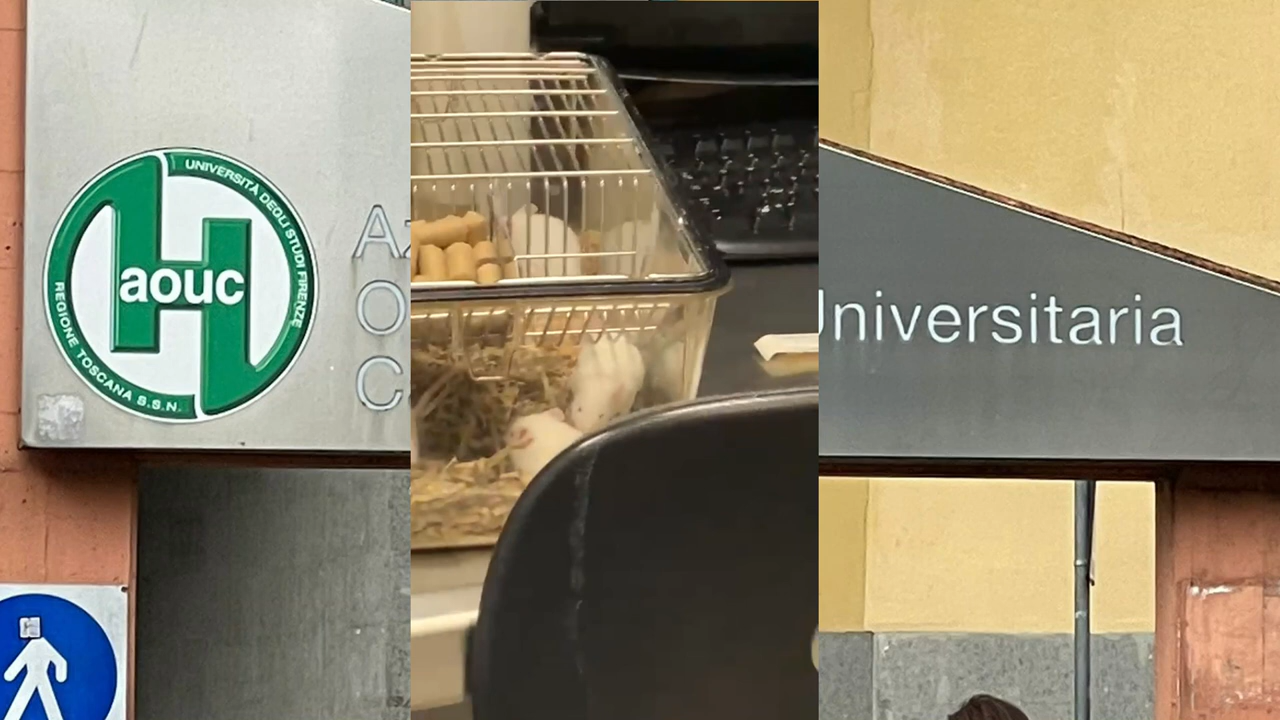 UNIVERSITÀ DEGLI STUDI FIRENZE
aouc
REGIONE TOSCANA S.S.N.
A
O
C
Universitaria